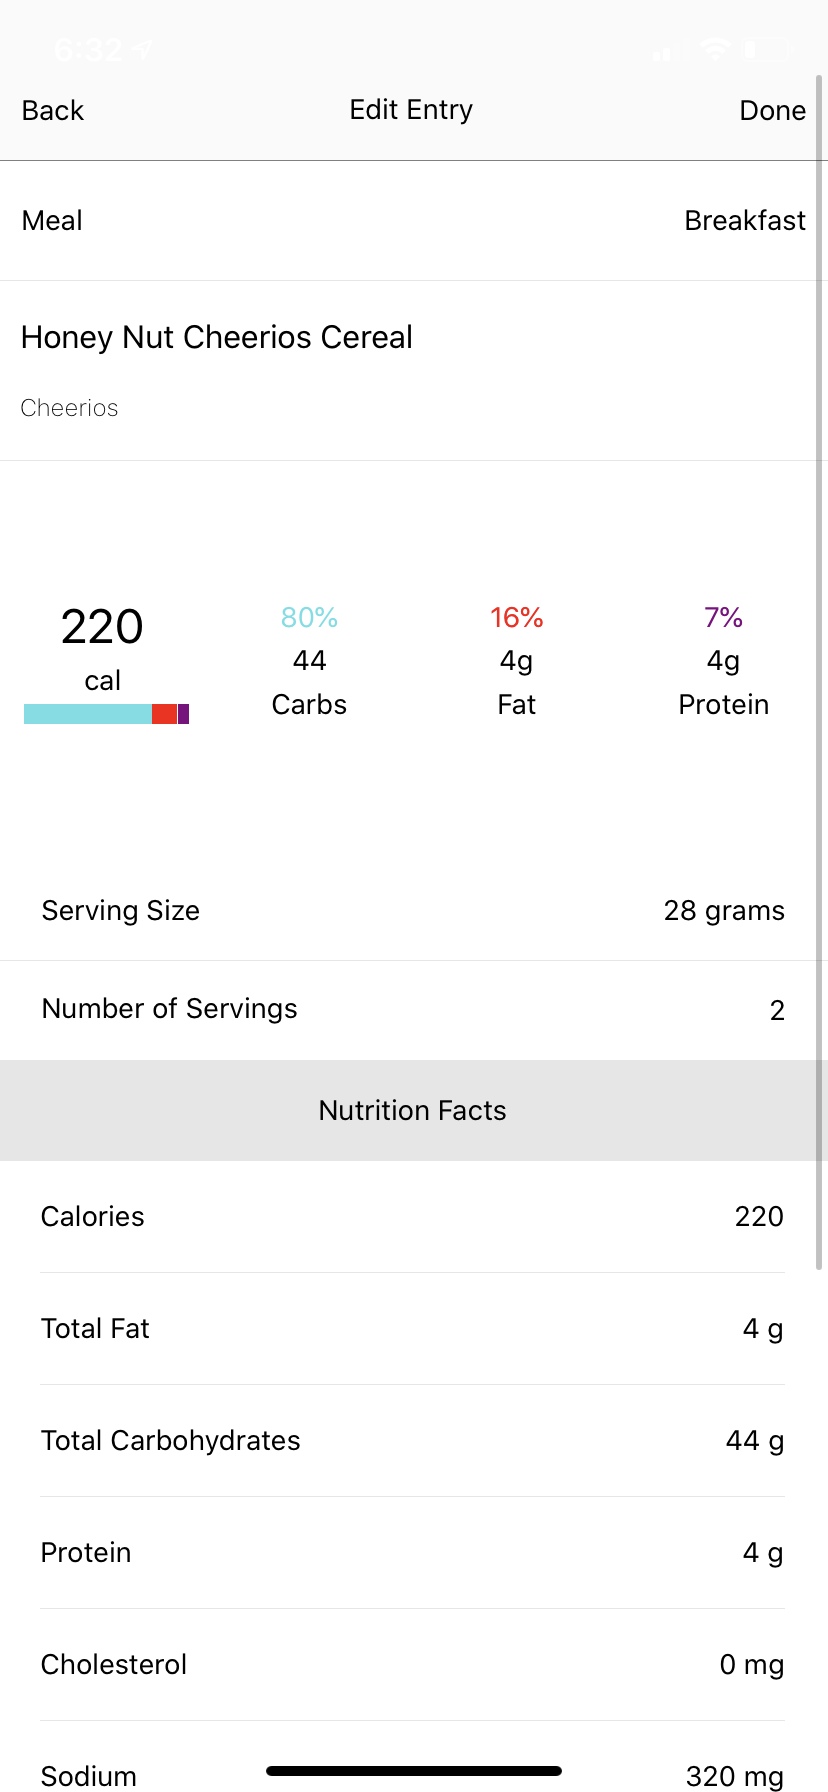 6:32
Back Edit Entry Done
Meal Breakfast
Honey Nut Cheerios Cereal
Cheerios
220 cal
80% 44 Carbs
16% 4g Fat
7% 4g Protein
Serving Size 28 grams
Number of Servings 2
Nutrition Facts
Calories 220
Total Fat 4 g
Total Carbohydrates 44 g
Protein 4 g
Cholesterol 0 mg
Sodium 320 mg